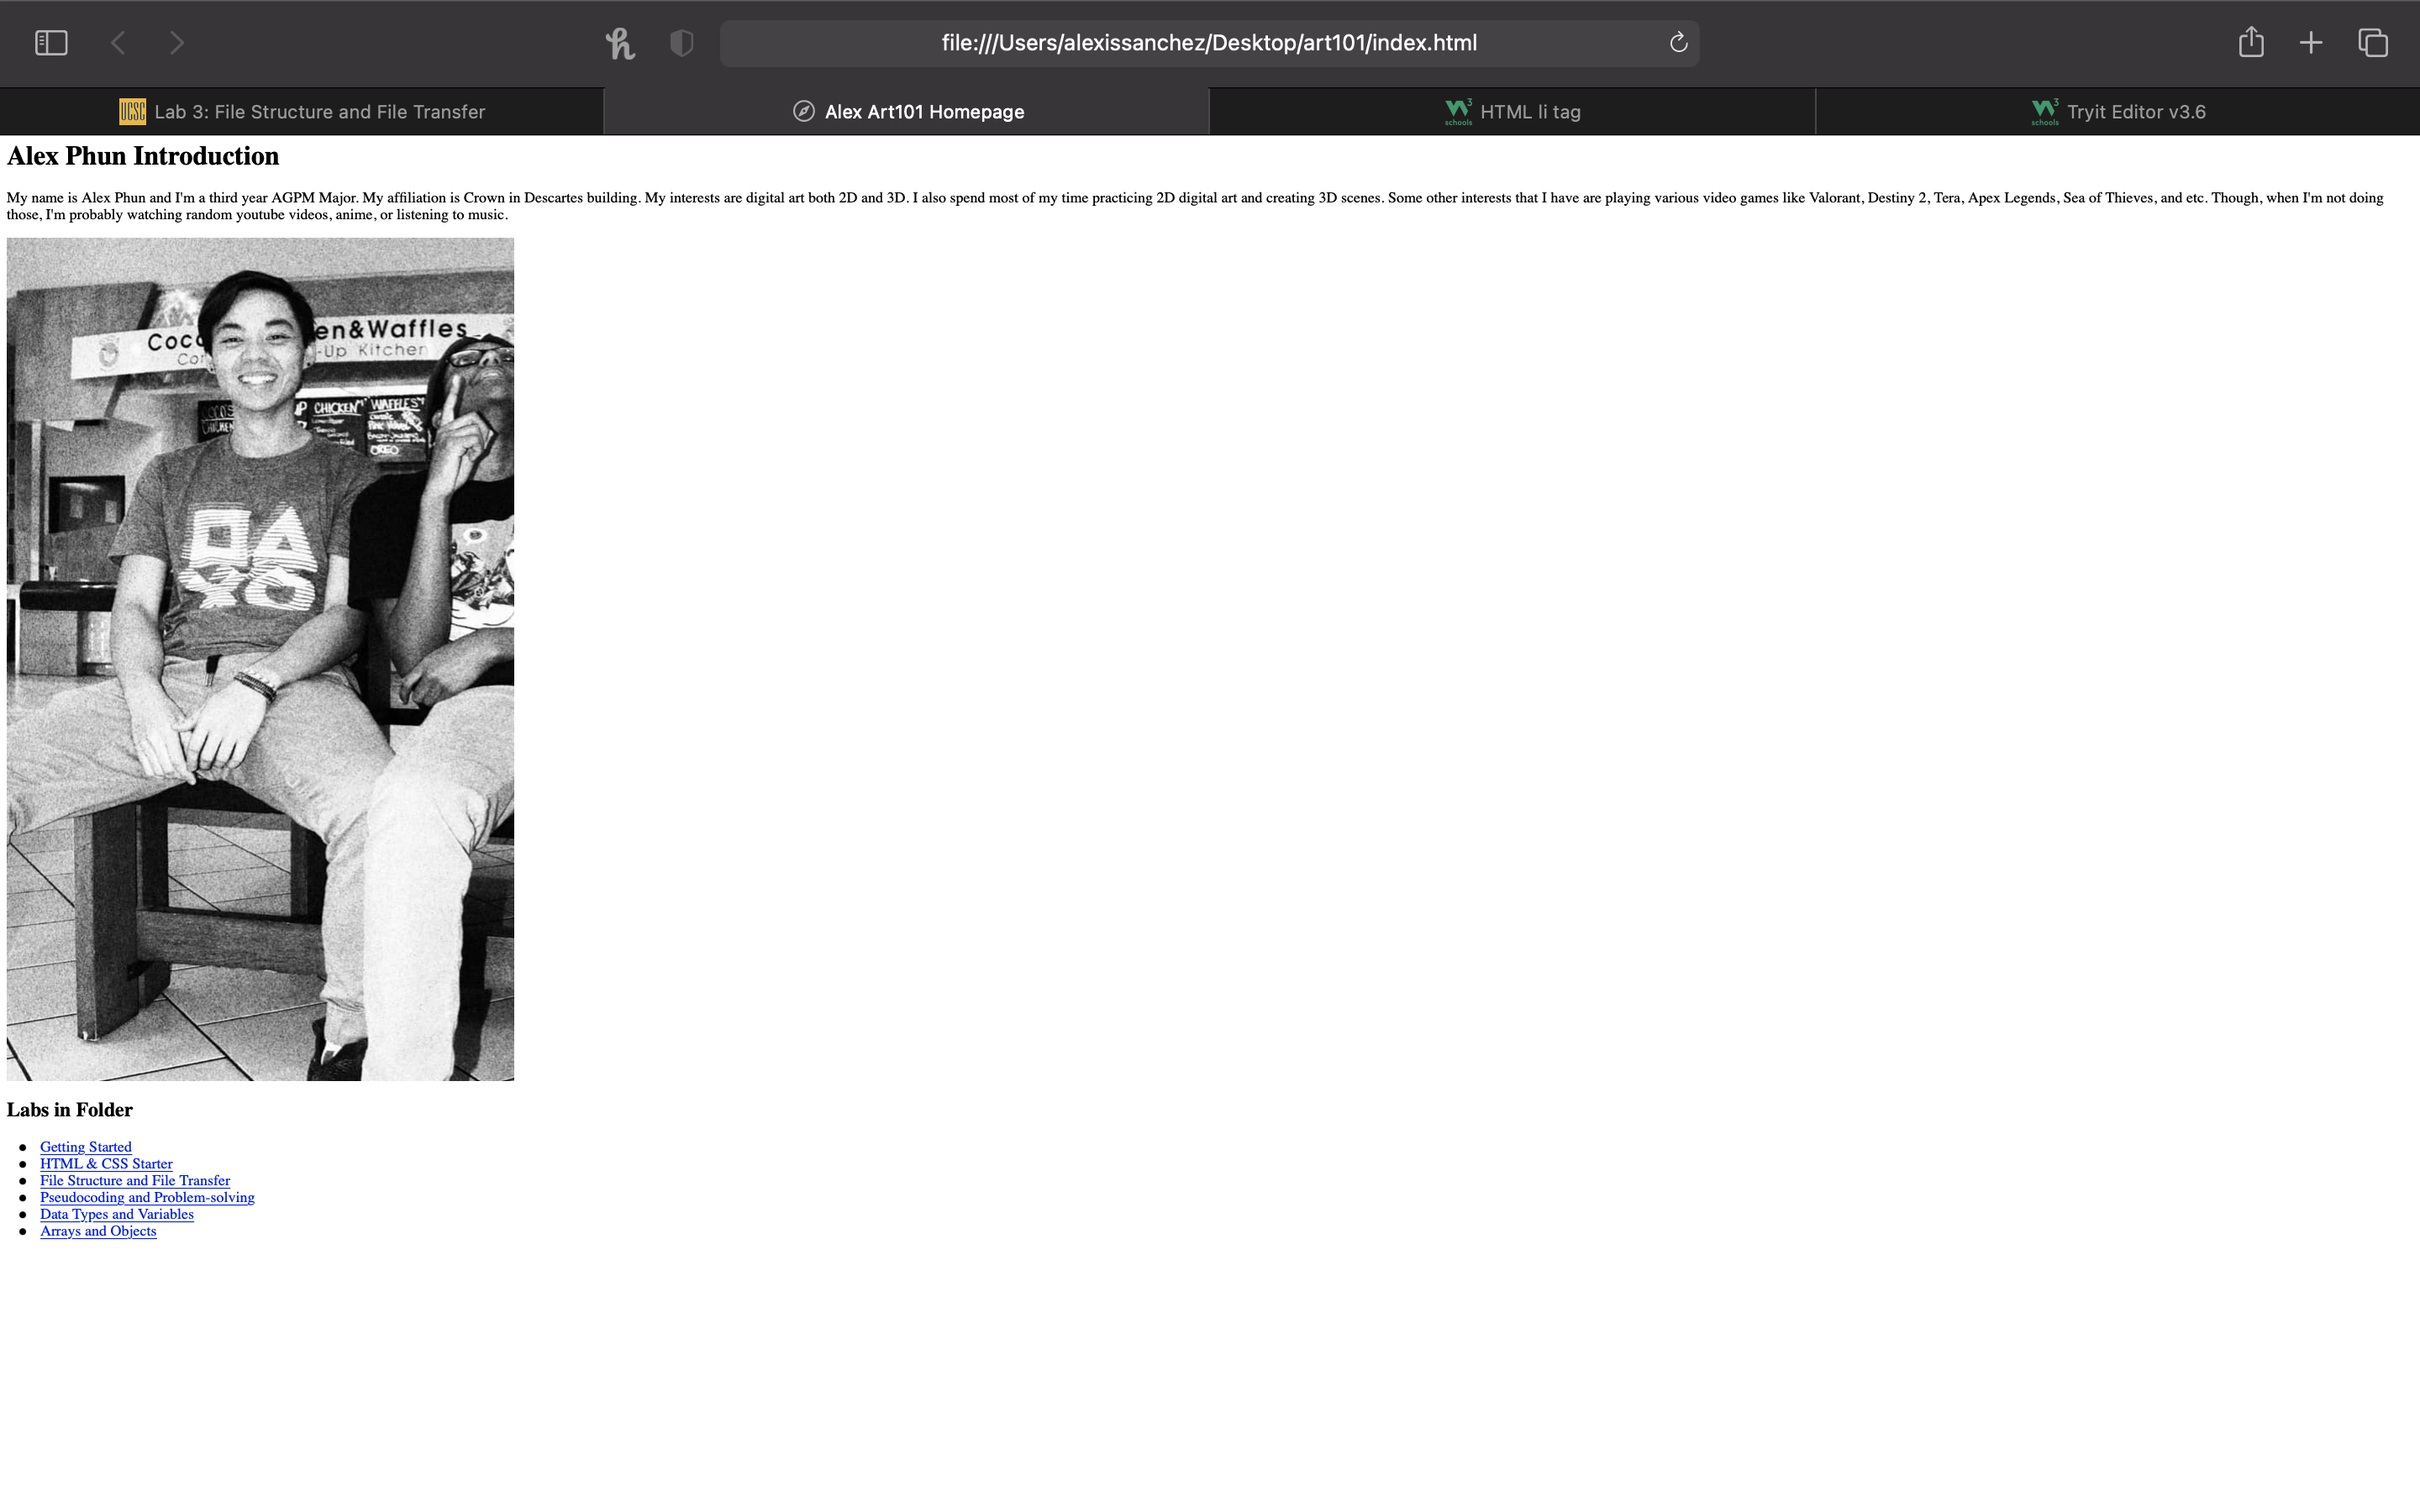 file:///Users/alexissanchez/Desktop/art101/index.html
UCSC Lab 3: File Structure and File Transfer
Alex Art101 Homepage
W3 schools HTML li tag
W3 schools Tryit Editor v3.6
Alex Phun Introduction
My name is Alex Phun and I'm a third year AGPM Major. My affiliation is Crown in Descartes building. My interests are digital art both 2D and 3D. I also spend most of my time practicing 2D digital art and creating 3D scenes. Some other interests that I have are playing various video games like Valorant, Destiny 2, Tera, Apex Legends, Sea of Thieves, and etc. Though, when I'm not doing
those, I'm probably watching random youtube videos, anime, or listening to music.
Coco en&Waffles
-Up Kitchen
COCOS CHICKEN WAFFLES
CHICKEN
OREO
Labs in Folder
Getting Started
HTML & CSS Starter
File Structure and File Transfer
Pseudocoding and Problem-solving
Data Types and Variables
Arrays and Objects